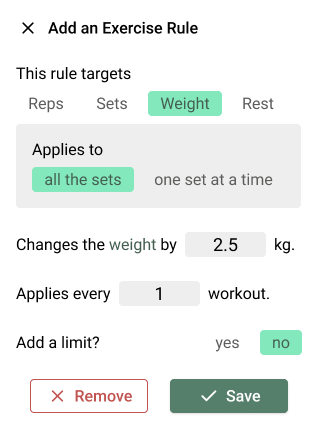 Add an Exercise Rule
This rule targets
Reps Sets Weight Rest
Applies to
all the sets one set at a time
Changes the weight by 2.5 kg.
Applies every 1 workout.
Add a limit? yes no
Remove Save